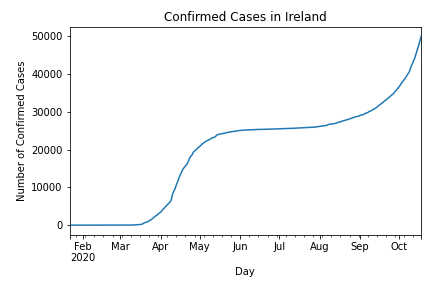 Confirmed Cases in Ireland
Number of Confirmed Cases
50000
40000
30000
20000
10000
0
Feb Mar Apr May Jun Jul Aug Sep Oct
2020
Day